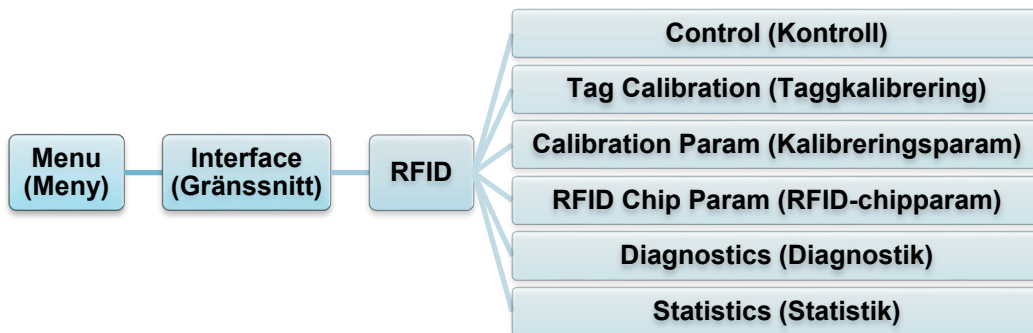 Menu
(Meny)
Interface
(Gränssnitt)
RFID
Control (Kontroll)
Tag Calibration (Taggkalibrering)
Calibration Param (Kalibreringsparam)
RFID Chip Param (RFID-chipparam)
Diagnostics (Diagnostik)
Statistics (Statistik)